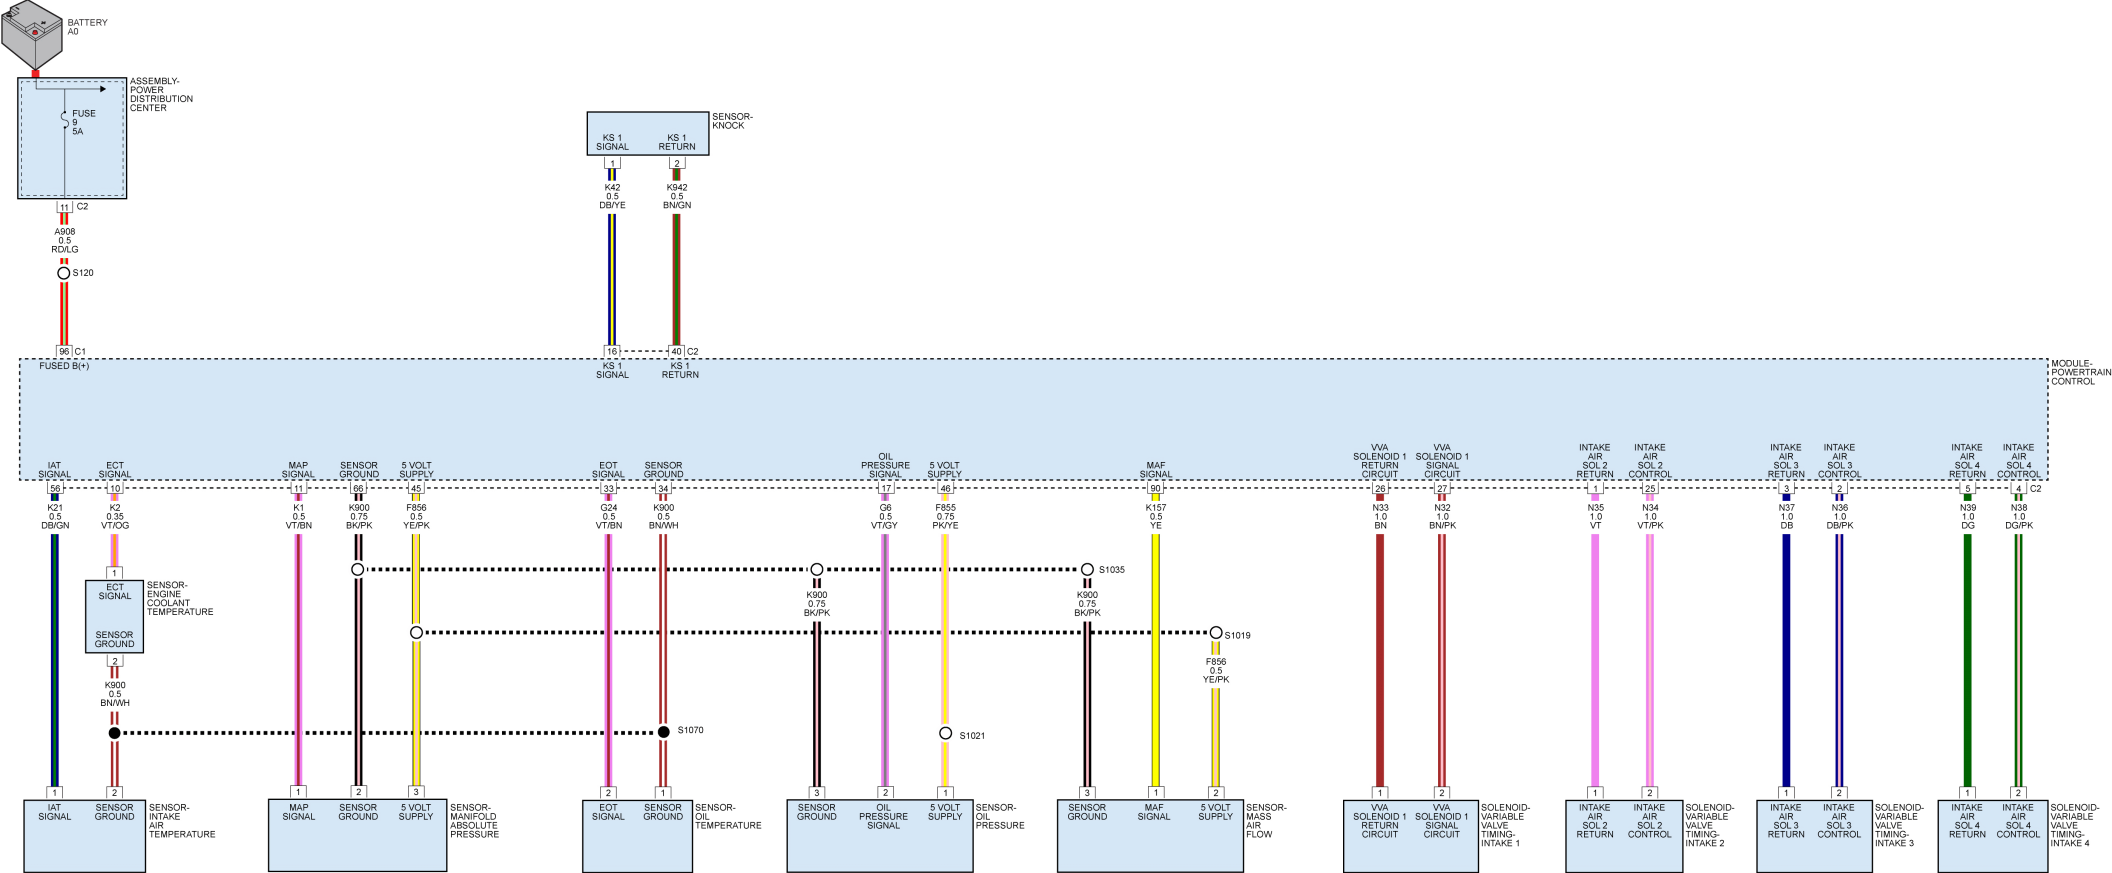 BATTERY
A0
ASSEMBLY-
POWER
DISTRIBUTION
CENTER
FUSE
9
5A
11 C2
A908
0.5
RD/LG
S120
96 C1
FUSED B(+)
SENSOR-
KNOCK
KS 1
SIGNAL
KS 1
RETURN
1 2
K42
0.5
DB/YE
K942
0.5
BN/GN
16 40 C2
KS 1
SIGNAL
KS 1
RETURN
MODULE-
POWERTRAIN
CONTROL
IAT
SIGNAL
ECT
SIGNAL
MAP
SIGNAL
SENSOR
GROUND
5 VOLT
SUPPLY
EOT
SIGNAL
SENSOR
GROUND
OIL
PRESSURE
SIGNAL
5 VOLT
SUPPLY
MAF
SIGNAL
VVA
SOLENOID 1
RETURN
CIRCUIT
VVA
SOLENOID 1
SIGNAL
CIRCUIT
INTAKE
AIR
SOL 2
RETURN
INTAKE
AIR
SOL 2
CONTROL
INTAKE
AIR
SOL 3
RETURN
INTAKE
AIR
SOL 3
CONTROL
INTAKE
AIR
SOL 4
RETURN
INTAKE
AIR
SOL 4
CONTROL
56 10 11 66 45 33 34 17 46 90 26 27 1 25 3 2 5 4 C2
K21
0.5
DB/GN
K2
0.35
VT/OG
K1
0.5
VT/BN
K900
0.75
BK/PK
F856
0.5
YE/PK
G24
0.5
VT/BN
K900
0.5
BN/WH
G6
0.5
VT/GY
F855
0.75
PK/YE
K157
0.5
YE
N33
1.0
BN
N32
1.0
BN/PK
N35
1.0
VT
N34
1.0
VT/PK
N37
1.0
DB
N36
1.0
DB/PK
N39
1.0
DG
N38
1.0
DG/PK
1
ECT
SIGNAL
SENSOR
GROUND
2
SENSOR-
ENGINE
COOLANT
TEMPERATURE
K900
0.5
BN/WH
S1035
K900
0.75
BK/PK
K900
0.75
BK/PK
S1019
F856
0.5
YE/PK
S1070
S1021
1 2 1 2 3 2 1 3 2 1 3 1 2 1 2 1 2 1 2 1 2
IAT
SIGNAL
SENSOR
GROUND
SENSOR-
INTAKE
AIR
TEMPERATURE
MAP
SIGNAL
SENSOR
GROUND
5 VOLT
SUPPLY
SENSOR-
MANIFOLD
ABSOLUTE
PRESSURE
EOT
SIGNAL
SENSOR
GROUND
SENSOR-
OIL
TEMPERATURE
SENSOR
GROUND
OIL
PRESSURE
SIGNAL
5 VOLT
SUPPLY
SENSOR-
OIL
PRESSURE
SENSOR
GROUND
MAF
SIGNAL
5 VOLT
SUPPLY
SENSOR-
MASS
AIR
FLOW
VVA
SOLENOID 1
RETURN
CIRCUIT
VVA
SOLENOID 1
SIGNAL
CIRCUIT
SOLENOID-
VARIABLE
VALVE
TIMING-
INTAKE 1
INTAKE
AIR
SOL 2
RETURN
INTAKE
AIR
SOL 2
CONTROL
SOLENOID-
VARIABLE
VALVE
TIMING-
INTAKE 2
INTAKE
AIR
SOL 3
RETURN
INTAKE
AIR
SOL 3
CONTROL
SOLENOID-
VARIABLE
VALVE
TIMING-
INTAKE 3
INTAKE
AIR
SOL 4
RETURN
INTAKE
AIR
SOL 4
CONTROL
SOLENOID-
VARIABLE
VALVE
TIMING-
INTAKE 4